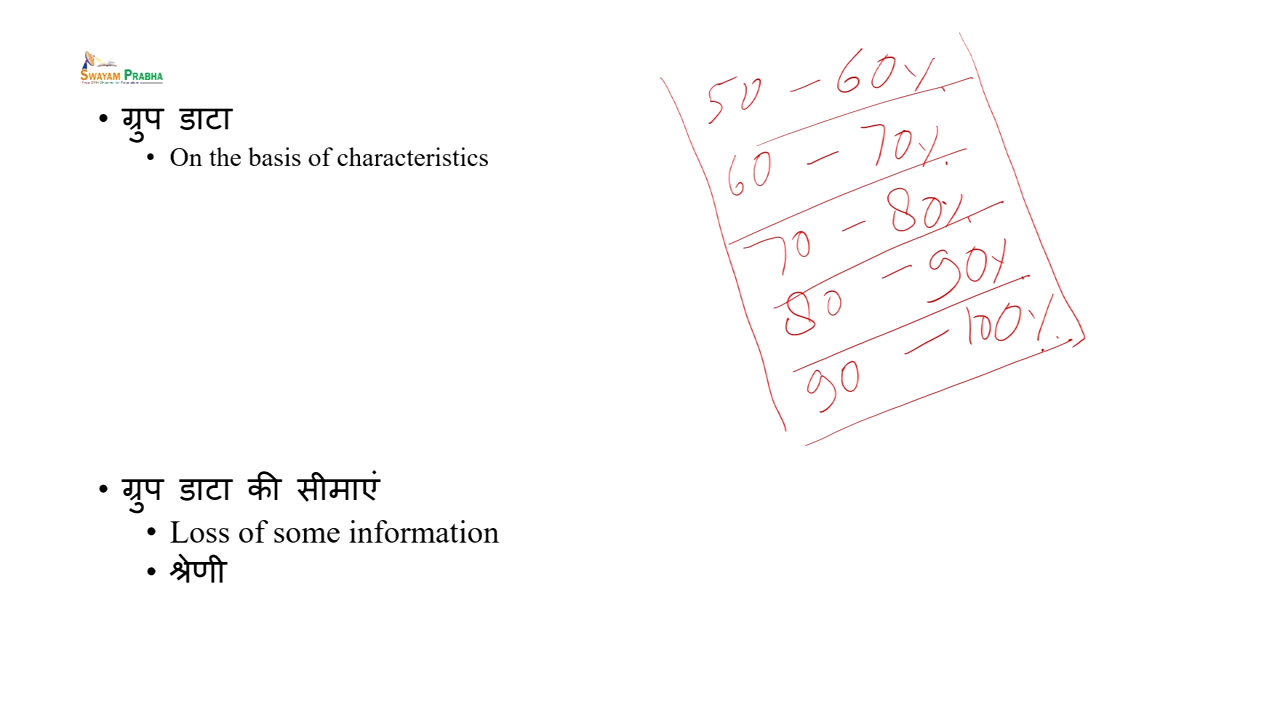 SWAYAM PRABHA
• ग्रुप डाटा
• On the basis of characteristics
50 - 60%
60 - 70%
70 - 80%
80 - 90%
90 - 100%
• ग्रुप डाटा की सीमाएं
• Loss of some information
• श्रेणी